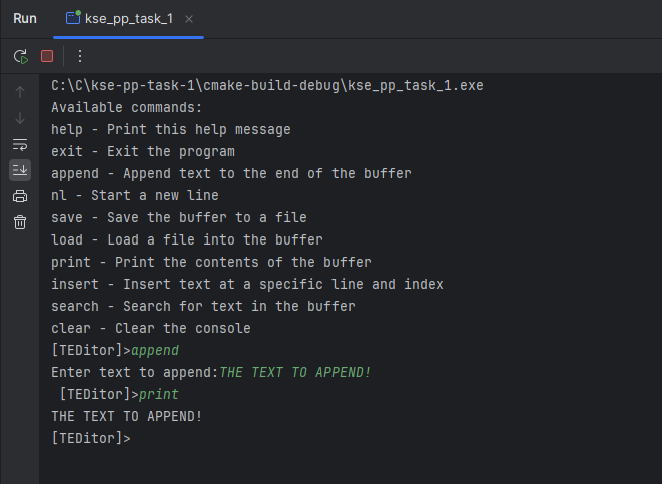 Run kse_pp_task_1
C:\C\kse-pp-task-1\cmake-build-debug\kse_pp_task_1.exe
Available commands:
help - Print this help message
exit - Exit the program
append - Append text to the end of the buffer
nl - Start a new line
save - Save the buffer to a file
load - Load a file into the buffer
print - Print the contents of the buffer
insert - Insert text at a specific line and index
search - Search for text in the buffer
clear - Clear the console
[TEDitor]>append
Enter text to append:THE TEXT TO APPEND!
 [TEDitor]>print
THE TEXT TO APPEND!
[TEDitor]>